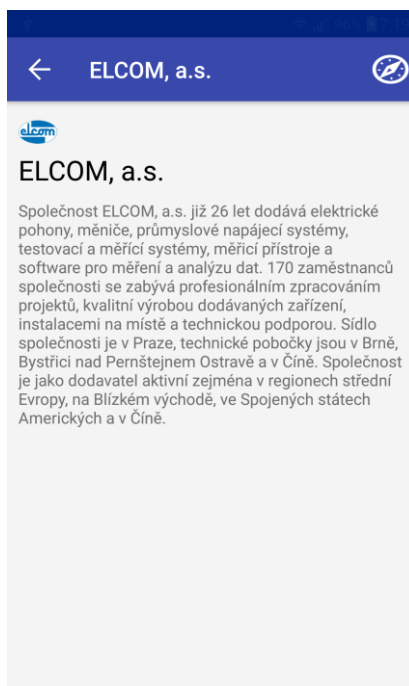 96% 7:19
ELCOM, a.s.
elcom
ELCOM, a.s.
Společnost ELCOM, a.s. již 26 let dodává elektrické
pohony, měniče, průmyslové napájecí systémy,
testovací a měřící systémy, měřicí přístroje a
software pro měření a analýzu dat. 170 zaměstnanců
společnosti se zabývá profesionálním zpracováním
projektů, kvalitní výrobou dodávaných zařízení,
instalacemi na místě a technickou podporou. Sídlo
společnosti je v Praze, technické pobočky jsou v Brně,
Bystřici nad Pernštejnem Ostravě a v Číně. Společnost
je jako dodavatel aktivní zejména v regionech střední
Evropy, na Blízkém východě, ve Spojených státech
Amerických a v Číně.